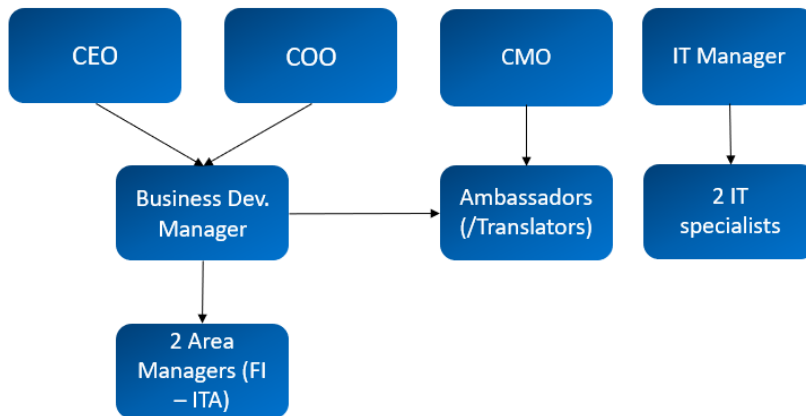 CEO
COO
CMO
IT Manager
Business Dev.
Manager
Ambassadors
(/Translators)
2 IT
specialists
2 Area
Managers (FI
– ITA)